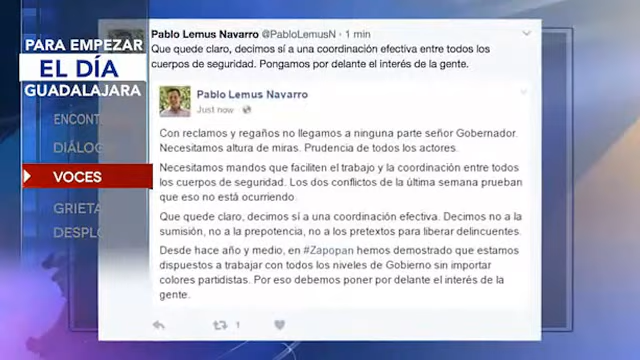 PARA EMPEZAR
EL DÍA
GUADALAJARA
ENCONT
DIÁLOG
VOCES
GRIETA
DESPL
Pablo Lemus Navarro @PabloLemusN · 1 min
Que quede claro, decimos sí a una coordinación efectiva entre todos los
cuerpos de seguridad. Pongamos por delante el interés de la gente.
Pablo Lemus Navarro
Just now ·
Con reclamos y regaños no llegamos a ninguna parte señor Gobernador.
Necesitamos altura de miras. Prudencia de todos los actores.
Necesitamos mandos que faciliten el trabajo y la coordinación entre todos
los cuerpos de seguridad. Los dos conflictos de la última semana prueban
que eso no está ocurriendo.
Que quede claro, decimos sí a una coordinación efectiva. Decimos no a la
sumisión, no a la prepotencia, no a los pretextos para liberar delincuentes.
Desde hace año y medio, en #Zapopan hemos demostrado que estamos
dispuestos a trabajar con todos los niveles de Gobierno sin importar
colores partidistas. Por eso debemos poner por delante el interés de la
gente.
1